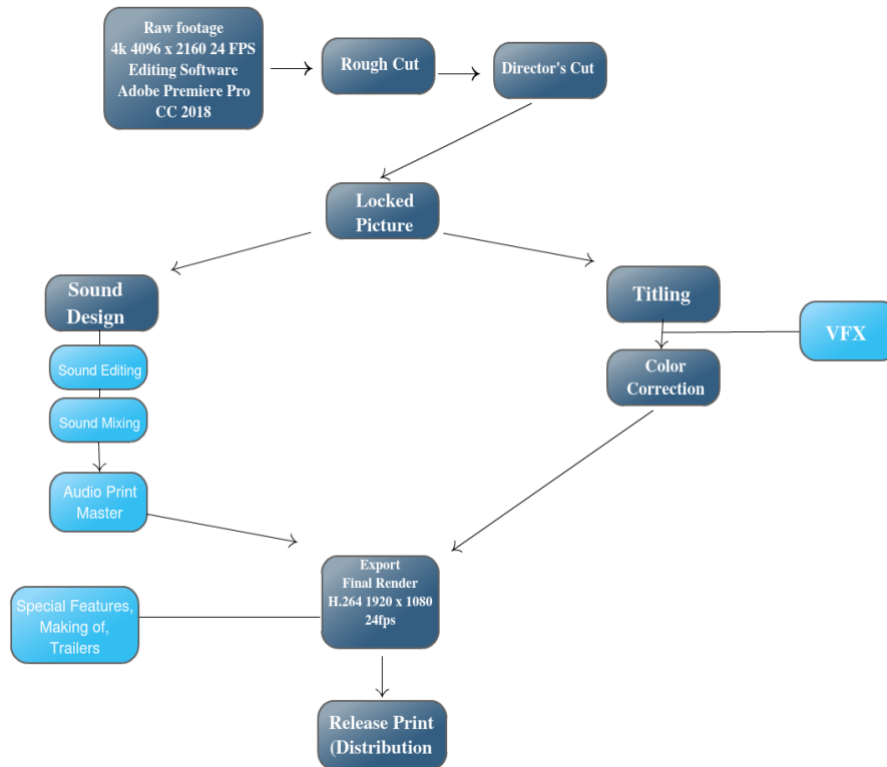 Raw footage
4k 4096 x 2160 24 FPS
Editing Software
Adobe Premiere Pro
CC 2018
Rough Cut
Director's Cut
Locked
Picture
Sound
Design
Sound Editing
Sound Mixing
Audio Print
Master
Titling
VFX
Color
Correction
Export
Final Render
H.264 1920 x 1080
24fps
Special Features,
Making of,
Trailers
Release Print
(Distribution